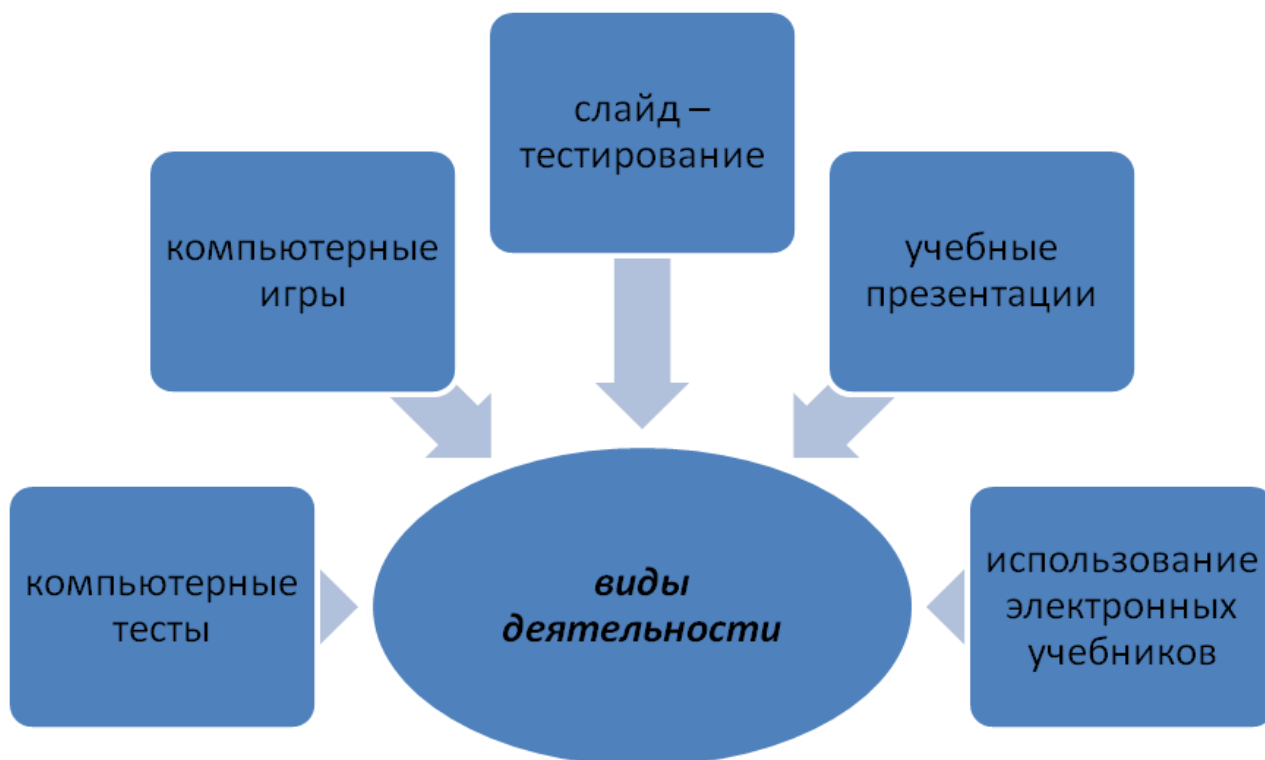 слайд –
тестирование
компьютерные
игры
учебные
презентации
компьютерные
тесты
виды
деятельности
использование
электронных
учебников